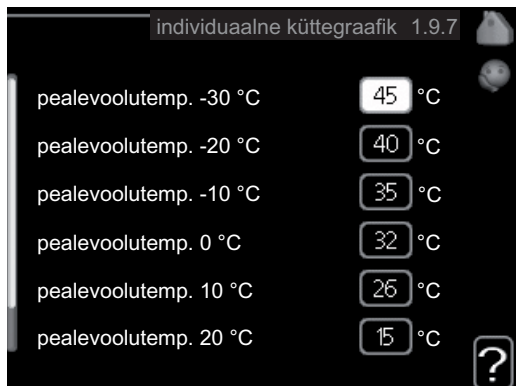 individuaalne küttegraafik 1.9.7
pealevoolutemp. -30 °C 45 °C
pealevoolutemp. -20 °C 40 °C
pealevoolutemp. -10 °C 35 °C
pealevoolutemp. 0 °C 32 °C
pealevoolutemp. 10 °C 26 °C
pealevoolutemp. 20 °C 15 °C
?